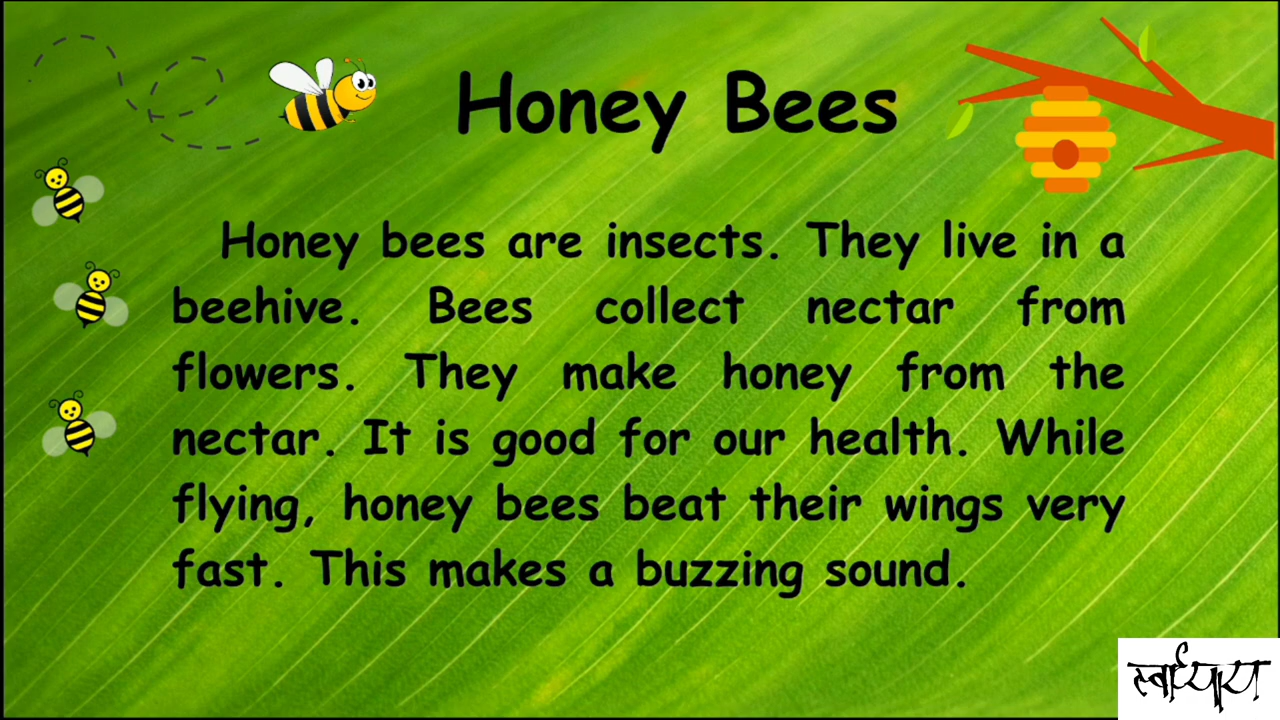 Honey Bees
Honey bees are insects. They live in a
beehive. Bees collect nectar from
flowers. They make honey from the
nectar. It is good for our health. While
flying, honey bees beat their wings very
fast. This makes a buzzing sound.
स्वाध्याय